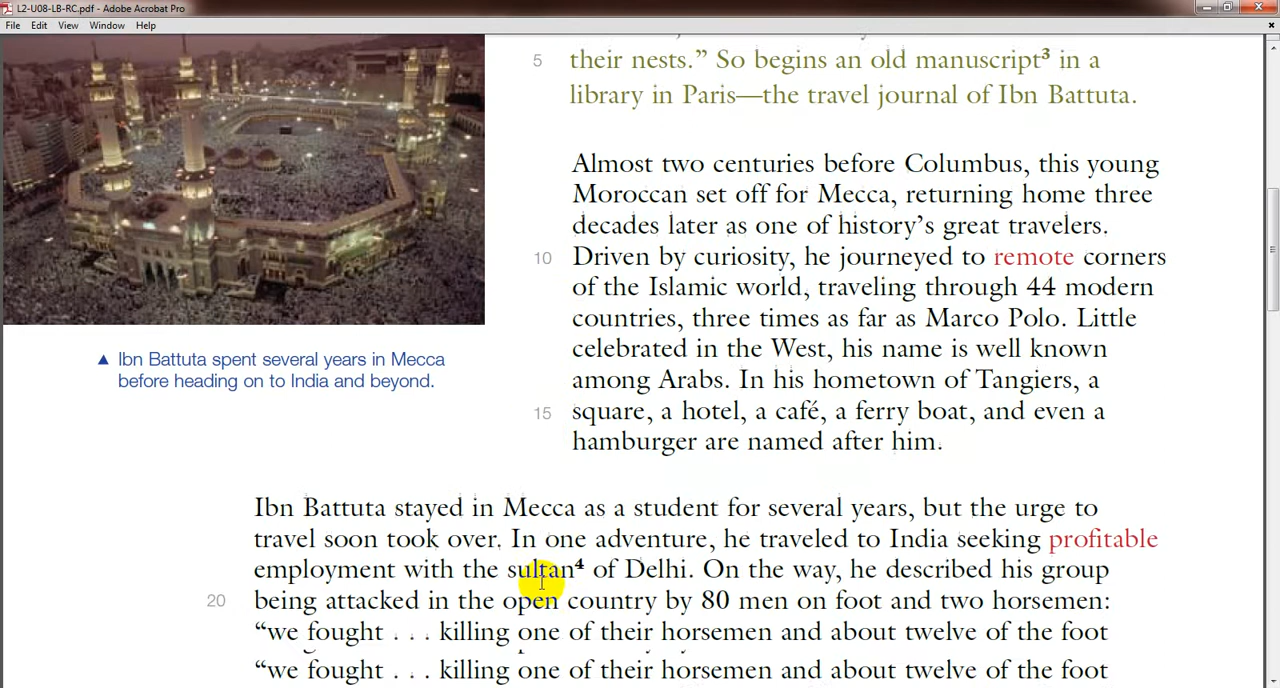 L2-U08-LB-RC.pdf - Adobe Acrobat Pro
File Edit View Window Help
5 their nests.” So begins an old manuscript³ in a
library in Paris—the travel journal of Ibn Battuta.
Almost two centuries before Columbus, this young
Moroccan set off for Mecca, returning home three
decades later as one of history’s great travelers.
10 Driven by curiosity, he journeyed to remote corners
of the Islamic world, traveling through 44 modern
countries, three times as far as Marco Polo. Little
celebrated in the West, his name is well known
among Arabs. In his hometown of Tangiers, a
15 square, a hotel, a café, a ferry boat, and even a
hamburger are named after him.
▲ Ibn Battuta spent several years in Mecca
before heading on to India and beyond.
Ibn Battuta stayed in Mecca as a student for several years, but the urge to
travel soon took over. In one adventure, he traveled to India seeking profitable
employment with the sultan⁴ of Delhi. On the way, he described his group
20 being attacked in the open country by 80 men on foot and two horsemen:
“we fought . . . killing one of their horsemen and about twelve of the foot
“we fought . . . killing one of their horsemen and about twelve of the foot